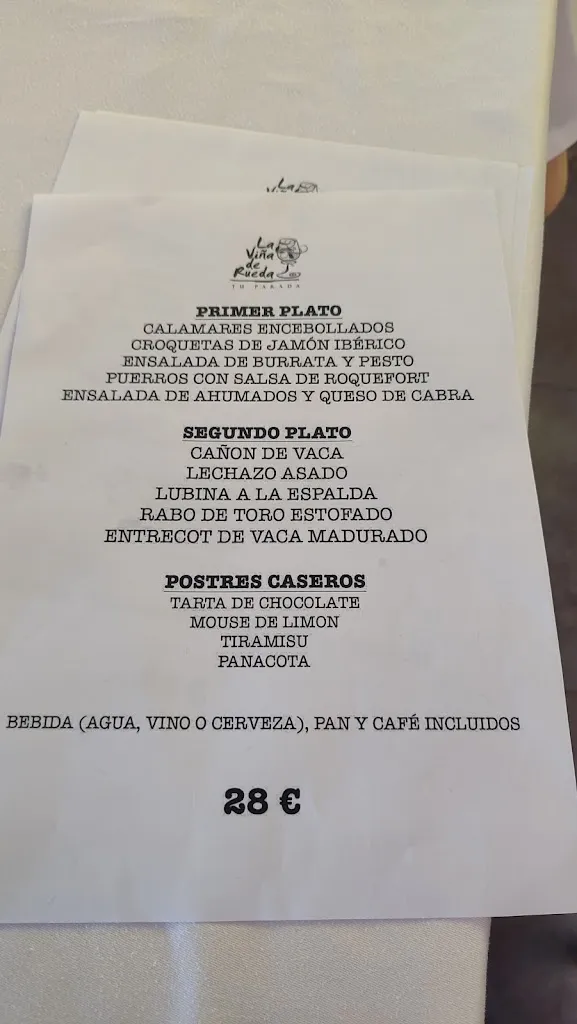 La
La
Viña
de
Rueda
TU PARADA
PRIMER PLATO
CALAMARES ENCEBOLLADOS
CROQUETAS DE JAMÓN IBÉRICO
ENSALADA DE BURRATA Y PESTO
PUERROS CON SALSA DE ROQUEFORT
ENSALADA DE AHUMADOS Y QUESO DE CABRA
SEGUNDO PLATO
CAÑON DE VACA
LECHAZO ASADO
LUBINA A LA ESPALDA
RABO DE TORO ESTOFADO
ENTRECOT DE VACA MADURADO
POSTRES CASEROS
TARTA DE CHOCOLATE
MOUSE DE LIMON
TIRAMISU
PANACOTA
BEBIDA (AGUA, VINO O CERVEZA), PAN Y CAFÉ INCLUIDOS
28 €